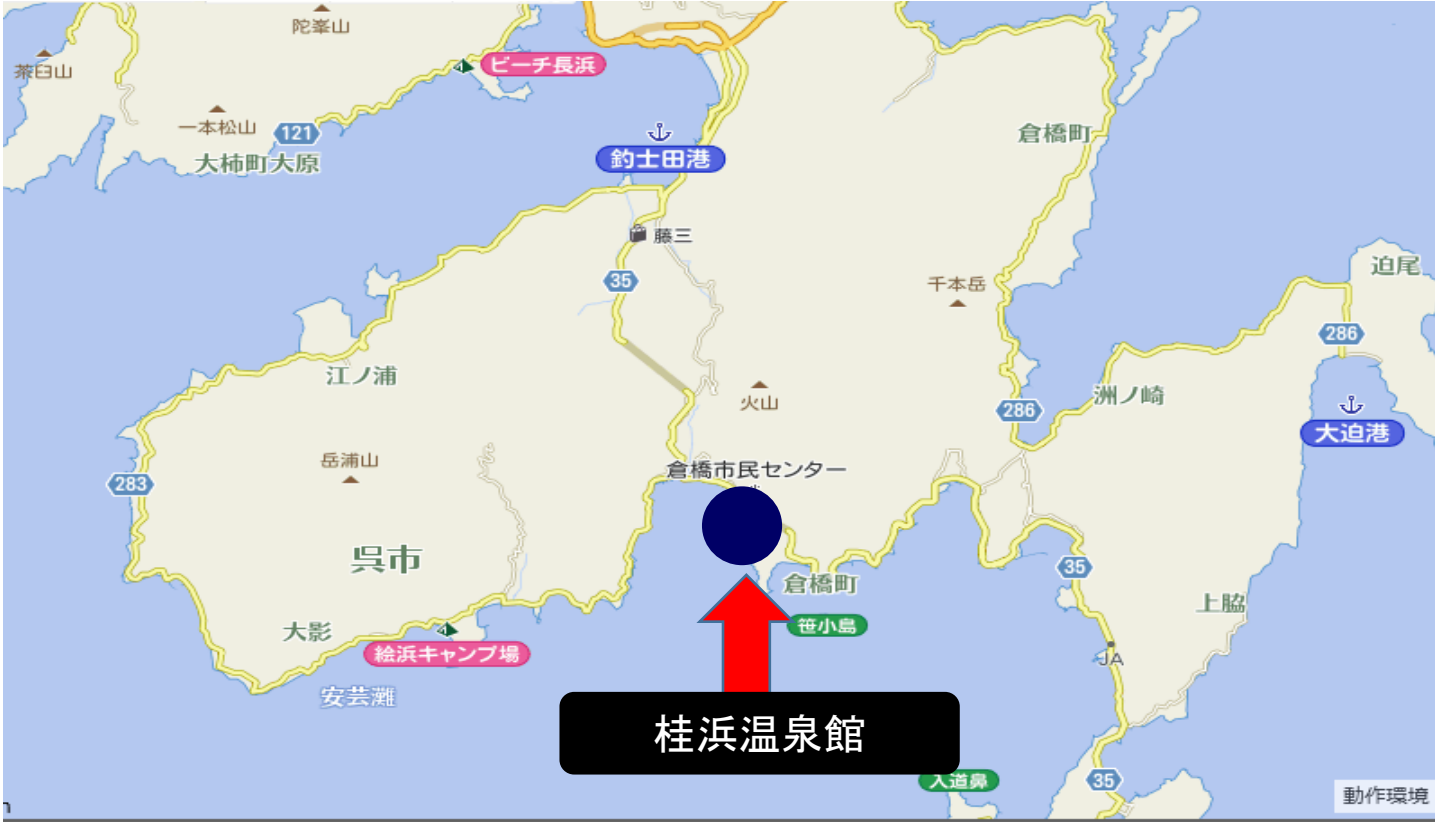 陀峯山
茶臼山
ビーチ長浜
一本松山
121
大柿町大原
釣士田港
倉橋町
藤三
35
千本岳
迫尾
286
江ノ浦
火山
286
洲ノ崎
大迫港
岳浦山
倉橋市民センター
283
呉市
35
倉橋町
上脇
大影
笹小島
絵浜キャンプ場
JA
安芸灘
桂浜温泉館
入道鼻
35
動作環境